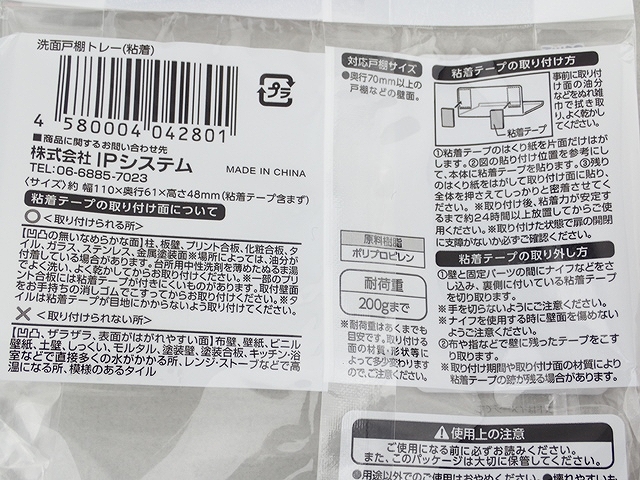 洗面戸棚トレー(粘着)
4 580004 042801
プラ
■商品に関するお問い合わせ先
株式会社 IPシステム
TEL:06-6885-7023
MADE IN CHINA
〈サイズ〉約 幅110×奥行61×高さ48mm(粘着テープ含まず)
粘着テープの取り付け面について
〇<取り付けられる所>
[凹凸の無いなめらかな面]柱、板壁、プリント合板、化粧合板、タ
イル、ガラス、ステンレス、金属塗装面※場所によっては、油分が
付着している場合があります。台所用中性洗剤を薄めたぬるま湯
でよく洗い、よく乾かしてからお取り付けください。※一部のプリ
ント合板には粘着テープが付きにくいものがあります。取付壁面
をお手持ちの消しゴムでこすってからお取付けください。※タ
イルは粘着テープが目地にかからないよう取り付けてください。
×<取り付けられない所>
[凹凸、ザラザラ、表面がはがれやすい面]布壁、壁紙、ビニル
壁紙、土壁、しっくい、モルタル、塗装壁、塗装合板、キッチン・浴
室などで直接多くの水がかかる所、レンジ・ストーブなどで高
温になる所、模様のあるタイル
対応戸棚サイズ
●奥行70mm以上の
戸棚などの壁面。
原料樹脂
ポリプロピレン
耐荷重
200gまで
※耐荷重はあくまでも
目安です。取り付ける
面の材質・形状等に
よって多少変わります
ので、ご注意ください。
粘着テープの取り付け方
事前に取り付
け面の油分
などをぬれ雑
巾で拭き取
り、よく乾かし
てください。
粘着テープ
①粘着テープのはくり紙を片面だけはが
します。②図の貼り付け位置を参考にし
て、本体に粘着テープを貼ります。③残り
のはくり紙をはがして取付け面に貼り、
全体を押さえてしっかりと密着させてく
ださい。※取り付け後、粘着力が安定す
るまで約24時間以上放置してからご使
用ください。※取り付けた状態で扉の開閉
に支障がないか必ずご確認ください。
粘着テープの取り外し方
①壁と固定パーツの間にナイフなどをさ
し込み、裏側に付いている粘着テープ
を切り取ります。
※手を切らないようにご注意ください。
※ナイフを使用する時に壁面を傷めない
ようご注意ください。
②布や指などで壁に残ったテープをこす
り取ります。
※取り付け期間や取り付け面の材質により
粘着テープの跡が残る場合があります。
⚠使用上の注意
ご使用になる前に必ずお読みください。
また、このパッケージは大切に保管してください。
●用途以外でのご使用はおやめください。●壊れやすいも